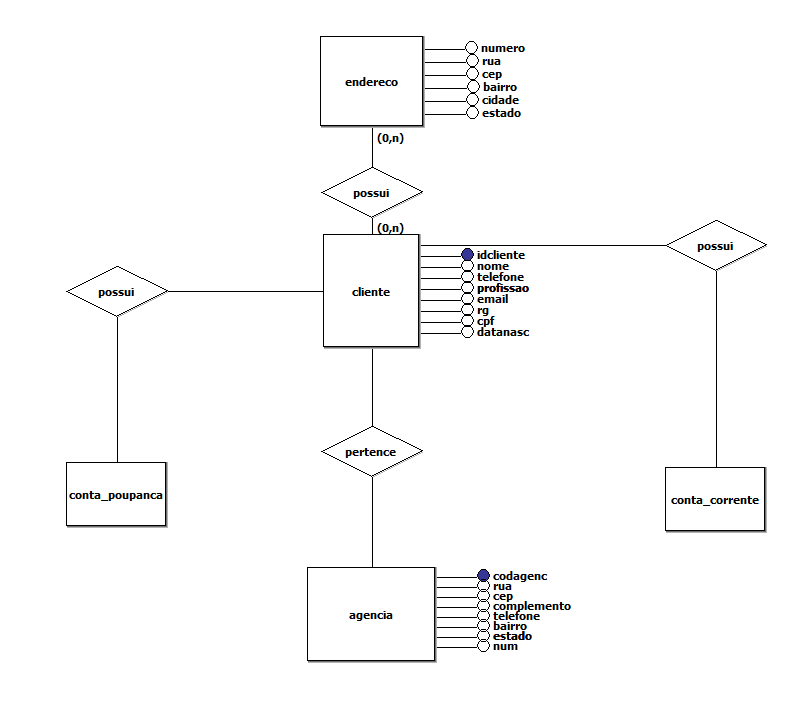 endereco
numero
rua
cep
bairro
cidade
estado
(0,n)
possui
(0,n)
cliente
idcliente
nome
telefone
profissao
email
rg
cpf
datanasc
possui
possui
pertence
conta_poupanca
conta_corrente
agencia
codagenc
rua
cep
complemento
telefone
bairro
estado
num